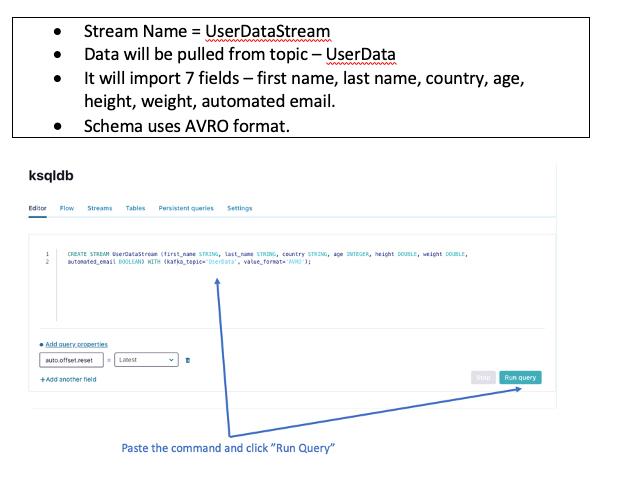 • Stream Name = UserDataStream
• Data will be pulled from topic – UserData
• It will import 7 fields – first name, last name, country, age,
height, weight, automated email.
• Schema uses AVRO format.
ksqldb
Editor Flow Streams Tables Persistent queries Settings
1 CREATE STREAM UserDataStream (first_name STRING, last_name STRING, country STRING, age INTEGER, height DOUBLE, weight DOUBLE,
2 automated_email BOOLEAN) WITH (kafka_topic='UserData', value_format='AVRO');
Add query properties
auto.offset.reset = Latest
+Add another field
Stop Run query
Paste the command and click "Run Query"